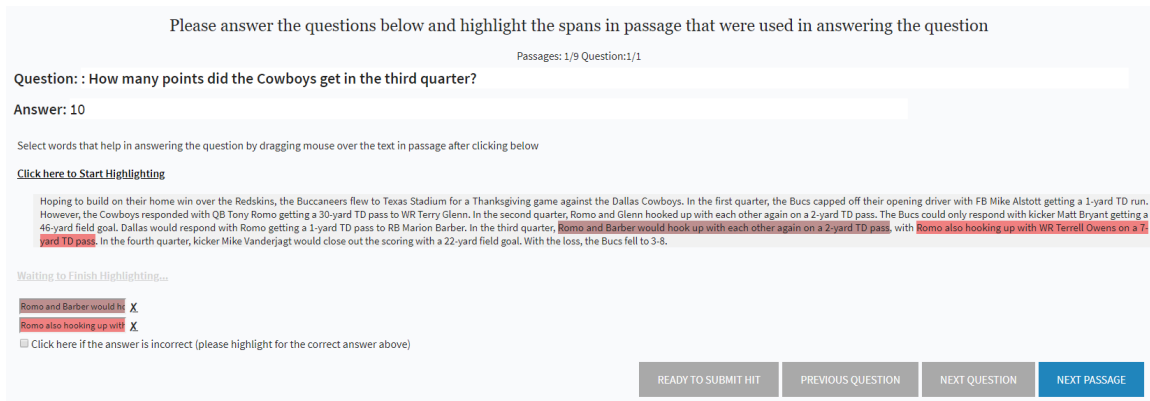 Please answer the questions below and highlight the spans in passage that were used in answering the question
Passages: 1/9 Question:1/1
Question: : How many points did the Cowboys get in the third quarter?
Answer: 10
Select words that help in answering the question by dragging mouse over the text in passage after clicking below
Click here to Start Highlighting
Hoping to build on their home win over the Redskins, the Buccaneers flew to Texas Stadium for a Thanksgiving game against the Dallas Cowboys. In the first quarter, the Bucs capped off their opening driver with FB Mike Alstott getting a 1-yard TD run.
However, the Cowboys responded with QB Tony Romo getting a 30-yard TD pass to WR Terry Glenn. In the second quarter, Romo and Glenn hooked up with each other again on a 2-yard TD pass. The Bucs could only respond with kicker Matt Bryant getting a
46-yard field goal. Dallas would respond with Romo getting a 1-yard TD pass to RB Marion Barber. In the third quarter, Romo and Barber would hook up with each other again on a 2-yard TD pass, with Romo also hooking up with WR Terrell Owens on a 7-
yard TD pass. In the fourth quarter, kicker Mike Vanderjagt would close out the scoring with a 22-yard field goal. With the loss, the Bucs fell to 3-8.
Waiting to Finish Highlighting...
Romo and Barber would ho X
Romo also hooking up with X
Click here if the answer is incorrect (please highlight for the correct answer above)
READY TO SUBMIT HIT PREVIOUS QUESTION NEXT QUESTION NEXT PASSAGE